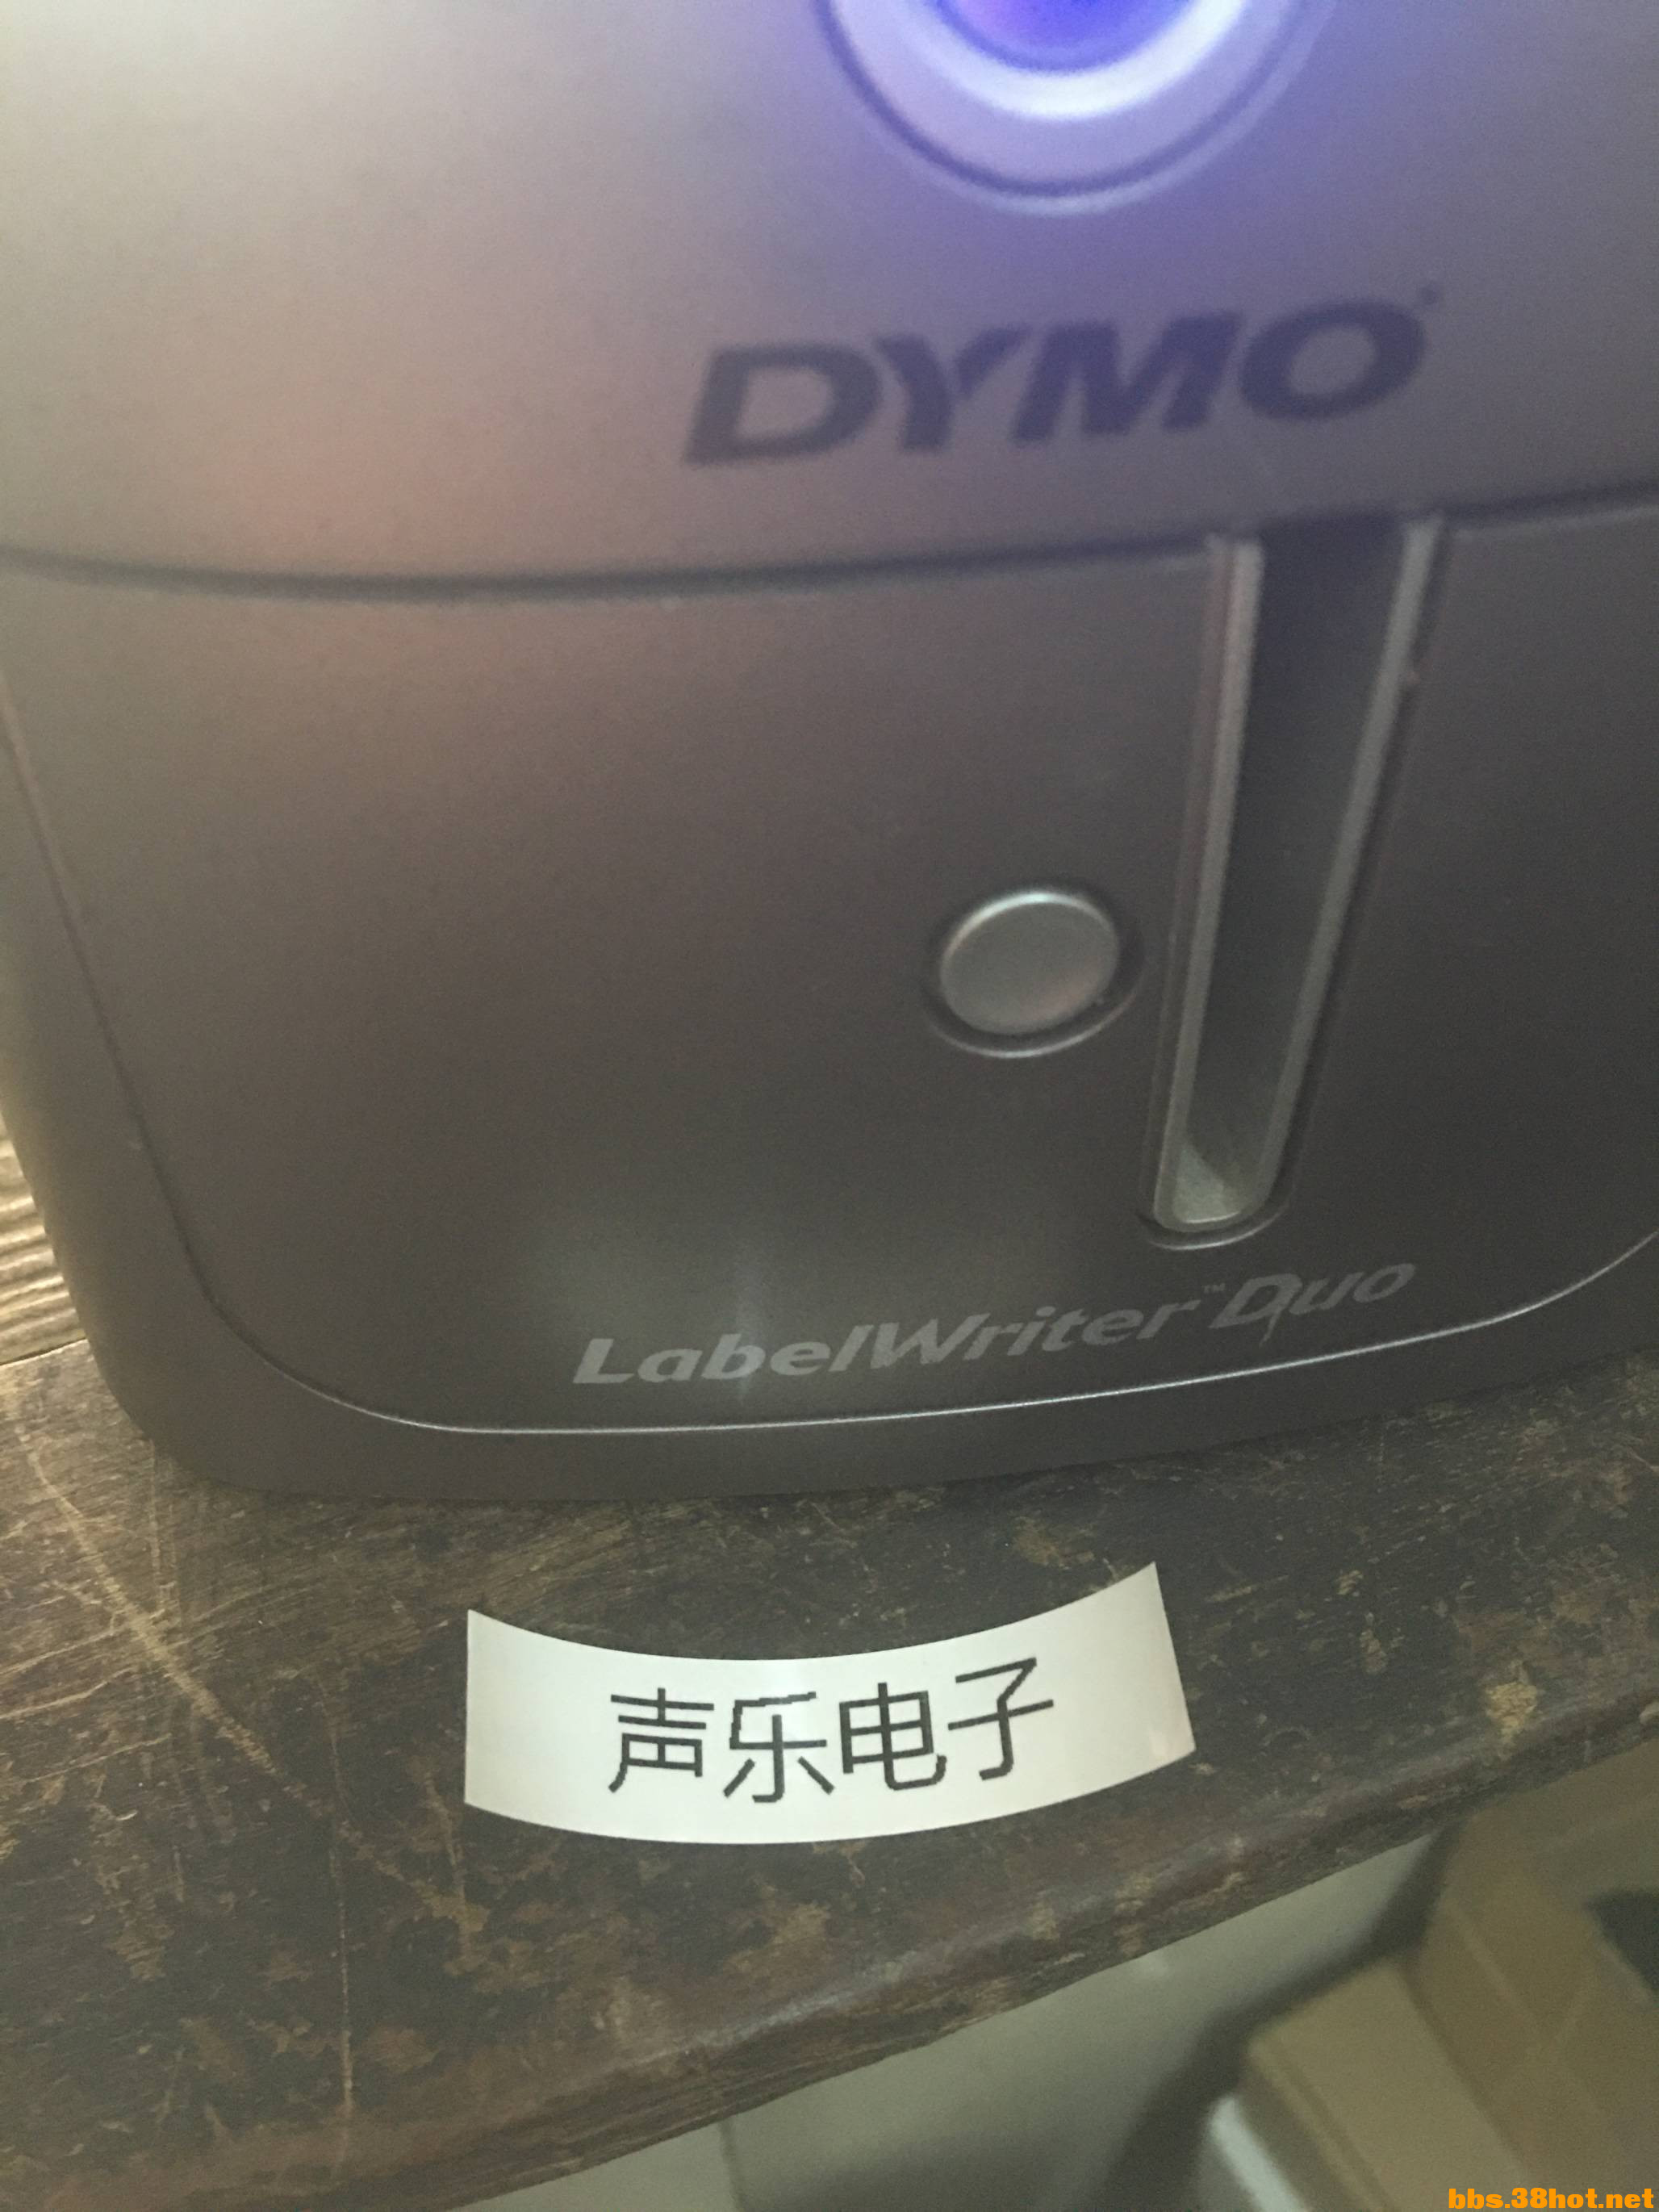 DYMO
LabelWriter™ Duo
声乐电子
bbs.38hot.net